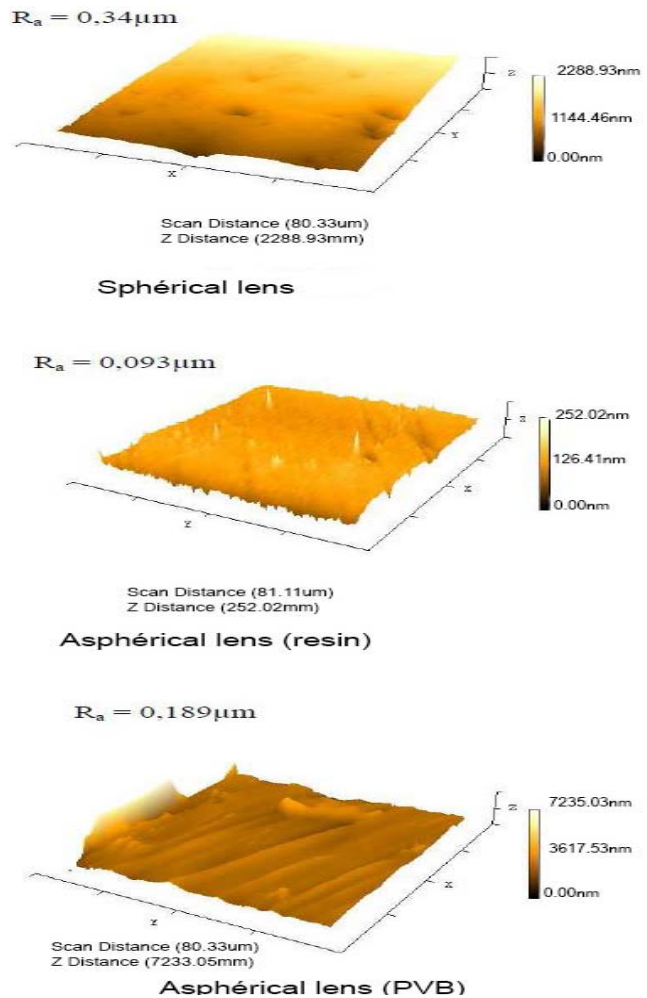 Rₐ = 0,34µm
2288.93nm
1144.46nm
0.00nm
Z
Y
X
Scan Distance (80.33um)
Z Distance (2288.93mm)
Sphérical lens
Rₐ = 0,093µm
252.02nm
126.41nm
0.00nm
Z
X
Y
Scan Distance (81.11um)
Z Distance (252.02mm)
Asphérical lens (resin)
Rₐ = 0,189µm
7235.03nm
3617.53nm
0.00nm
Z
X
Y
Scan Distance (80.33um)
Z Distance (7233.05mm)
Asphérical lens (PVB)